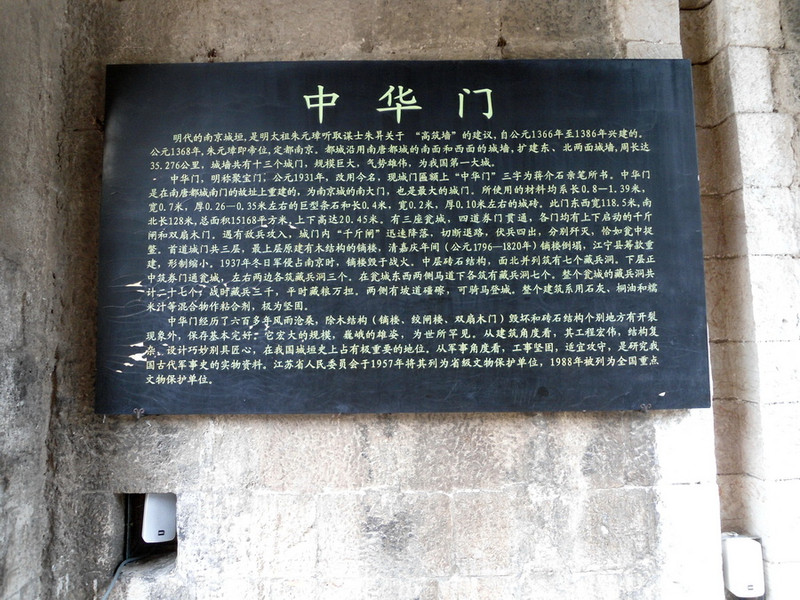 中华门
明代的南京城垣,是明太祖朱元璋听取谋士朱昇关于“高筑墙”的建议,自公元1366年至1386年兴建的。
公元1368年,朱元璋即帝位,定都南京。都城沿用南唐都城的南面和西面的城墙,扩建东、北两面城墙,周长达
35.276公里。城墙共有十三个城门,规模巨大,气势雄伟,为我国第一大城。
中华门,明称聚宝门,公元1931年,改用今名,现城门匾额上“中华门”三字为蒋介石亲笔所书。中华门
是在南唐都城南门的故址上重建的,为南京城的南大门,也是最大的城门。所使用的材料均系长0.8—1.39米,
宽0.7米,厚0.26—0.35米左右的巨型条石和长0.4米,宽0.2米,厚0.10米左右的城砖。此门东西宽118.5米,南
北长128米,总面积15168平方米,上下高达20.45米。有三座瓮城,四道券门贯通,各门均有上下启动的千斤
闸和双扇木门。遇有敌兵攻入,城门内“千斤闸”迅速降落,切断退路,伏兵四出,分别歼灭,恰如瓮中捉
鳖。首道城门共三层,最上层原建有木结构的镝楼,清嘉庆年间(公元1796—1820年)镝楼倒塌,江宁县筹款重
建,形制缩小。1937年冬日军侵占南京时,镝楼毁于战火。中层砖石结构,面北并列筑有七个藏兵洞。下层正
中筑券门通瓮城,左右两边各筑藏兵洞三个。在瓮城东西两侧马道下各筑有藏兵洞七个。整个瓮城的藏兵洞共
计二十七个,战时藏兵三千,平时藏粮万担。两侧有坡道礓磜,可骑马登城。整个建筑系用石灰、桐油和糯
米汁等混合物作粘合剂,极为坚固。
中华门经历了六百多年风雨沧桑,除木结构(镝楼、绞闸楼、双扇木门)毁坏和砖石结构个别地方有开裂
现象外,保存基本完好。它宏大的规模,巍峨的雄姿,为世所罕见。从建筑角度看,其工程宏伟,结构复
杂,设计巧妙别具匠心,在我国城垣史上占有极重要的地位。从军事角度看,工事坚固,适宜攻守,是研究我
国古代军事史的实物资料。江苏省人民委员会于1957年将其列为省级文物保护单位,1988年被列为全国重点
文物保护单位。